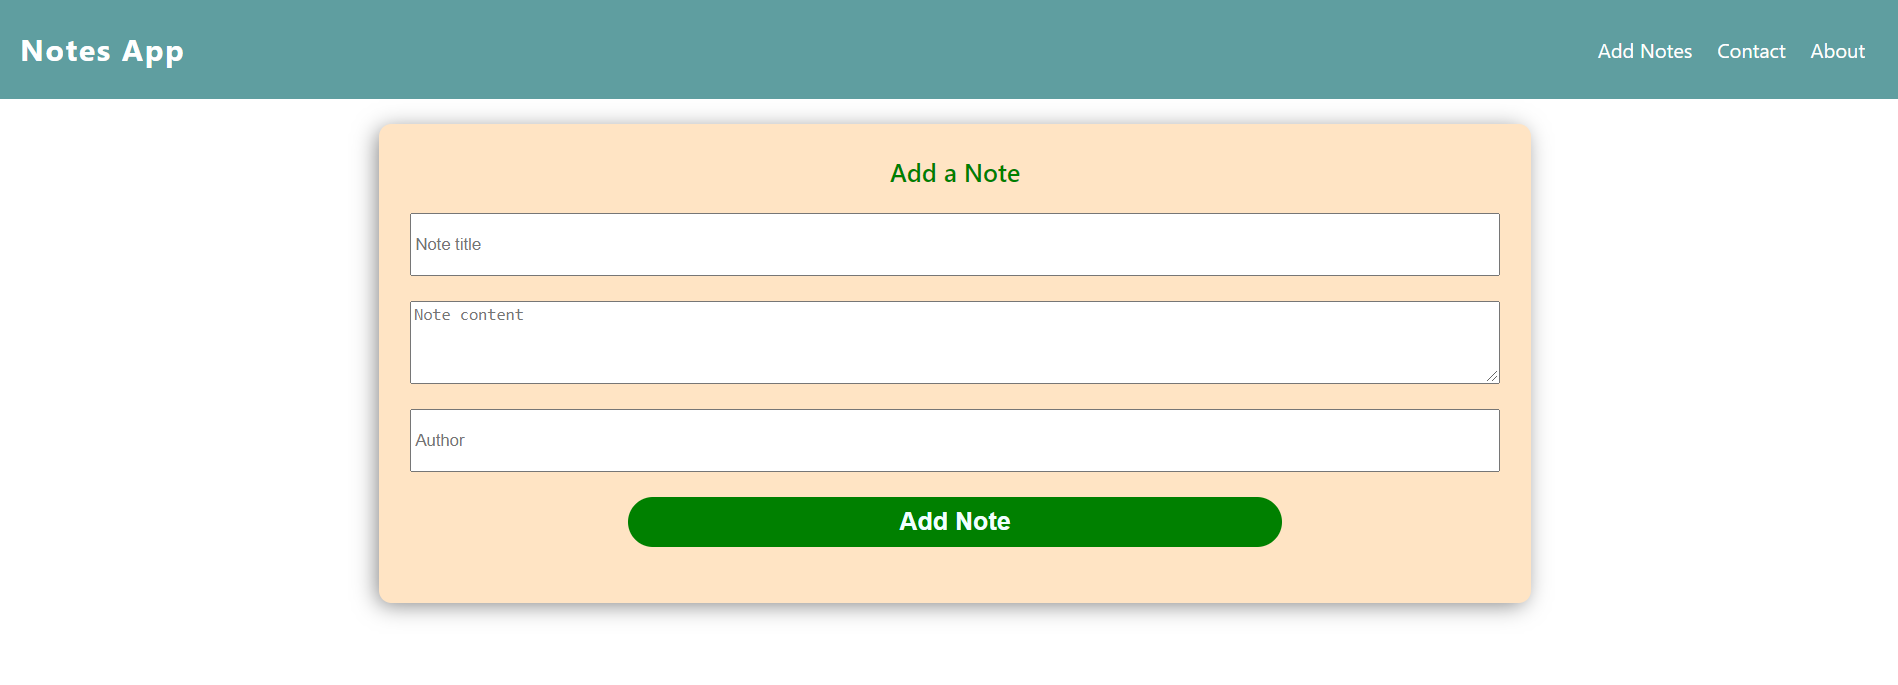 Notes App
Add Notes Contact About
Add a Note
Note title
Note content
Author
Add Note